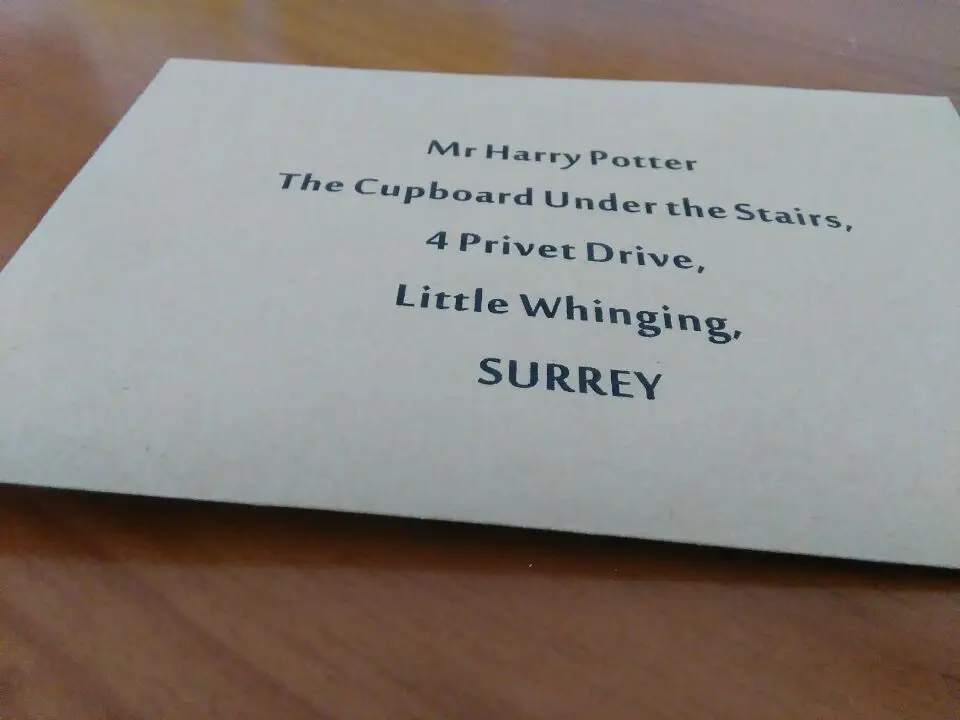 Mr Harry Potter
The Cupboard Under the Stairs,
4 Privet Drive,
Little Whinging,
SURREY